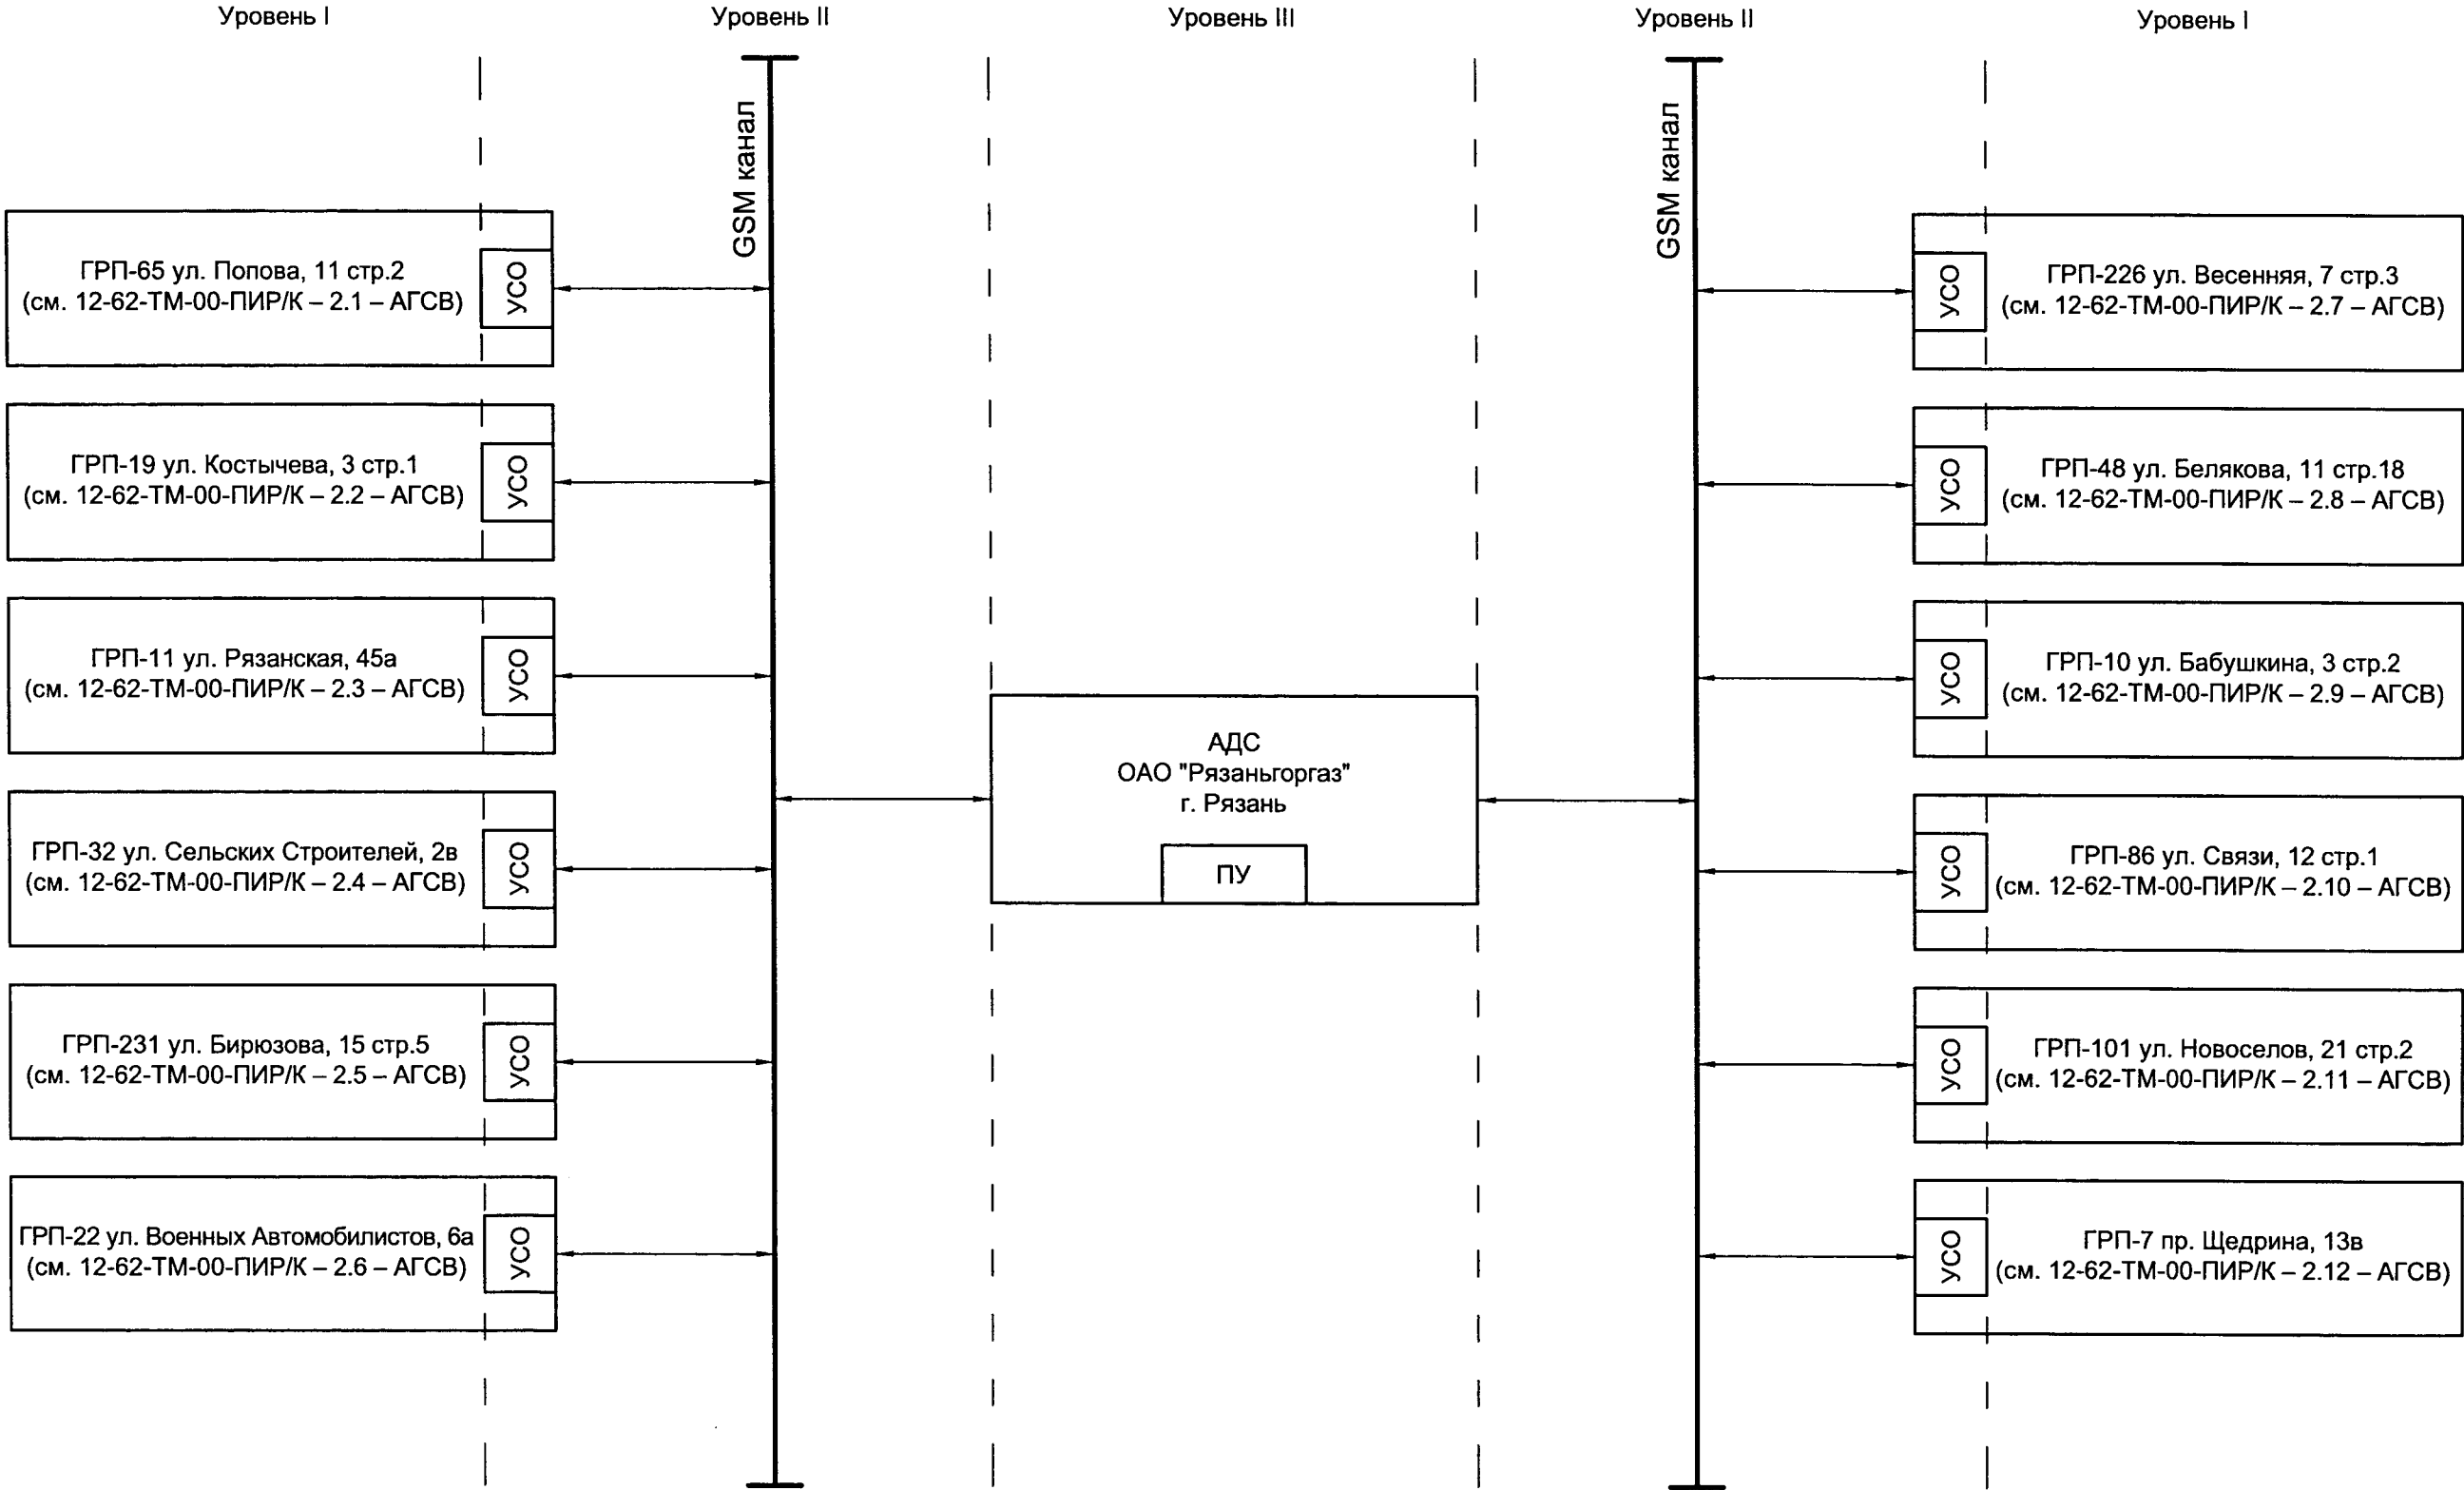 Уровень I
Уровень II
Уровень III
Уровень II
Уровень I
GSM канал
GSM канал
ГРП-65 ул. Попова, 11 стр.2
(см. 12-62-ТМ-00-ПИР/К – 2.1 – АГСВ)
УСО
ГРП-19 ул. Костычева, 3 стр.1
(см. 12-62-ТМ-00-ПИР/К – 2.2 – АГСВ)
УСО
ГРП-11 ул. Рязанская, 45а
(см. 12-62-ТМ-00-ПИР/К – 2.3 – АГСВ)
УСО
ГРП-32 ул. Сельских Строителей, 2в
(см. 12-62-ТМ-00-ПИР/К – 2.4 – АГСВ)
УСО
ГРП-231 ул. Бирюзова, 15 стр.5
(см. 12-62-ТМ-00-ПИР/К – 2.5 – АГСВ)
УСО
ГРП-22 ул. Военных Автомобилистов, 6а
(см. 12-62-ТМ-00-ПИР/К – 2.6 – АГСВ)
УСО
АДС
ОАО "Рязаньгоргаз"
г. Рязань
ПУ
УСО
ГРП-226 ул. Весенняя, 7 стр.3
(см. 12-62-ТМ-00-ПИР/К – 2.7 – АГСВ)
УСО
ГРП-48 ул. Белякова, 11 стр.18
(см. 12-62-ТМ-00-ПИР/К – 2.8 – АГСВ)
УСО
ГРП-10 ул. Бабушкина, 3 стр.2
(см. 12-62-ТМ-00-ПИР/К – 2.9 – АГСВ)
УСО
ГРП-86 ул. Связи, 12 стр.1
(см. 12-62-ТМ-00-ПИР/К – 2.10 – АГСВ)
УСО
ГРП-101 ул. Новоселов, 21 стр.2
(см. 12-62-ТМ-00-ПИР/К – 2.11 – АГСВ)
УСО
ГРП-7 пр. Щедрина, 13в
(см. 12-62-ТМ-00-ПИР/К – 2.12 – АГСВ)